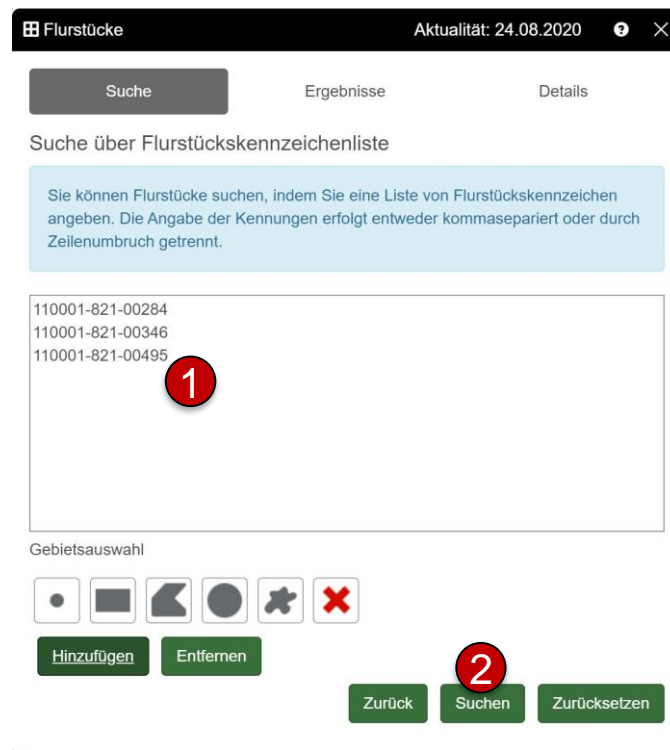 Flurstücke Aktualität: 24.08.2020 ?
Suche Ergebnisse Details
Suche über Flurstückskennzeichenliste
Sie können Flurstücke suchen, indem Sie eine Liste von Flurstückskennzeichen
angeben. Die Angabe der Kennungen erfolgt entweder kommasepariert oder durch
Zeilenumbruch getrennt.
110001-821-00284
110001-821-00346
110001-821-00495
1
Gebietsauswahl
Hinzufügen Entfernen
2
Zurück Suchen Zurücksetzen